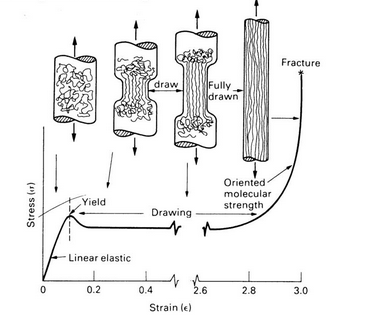 Fracture
draw
Fully
drawn
Oriented
molecular
strength
Yield
Drawing
Linear elastic
Stress (σ)
0 0.2 0.4 2.6 2.8 3.0
Strain (ε)